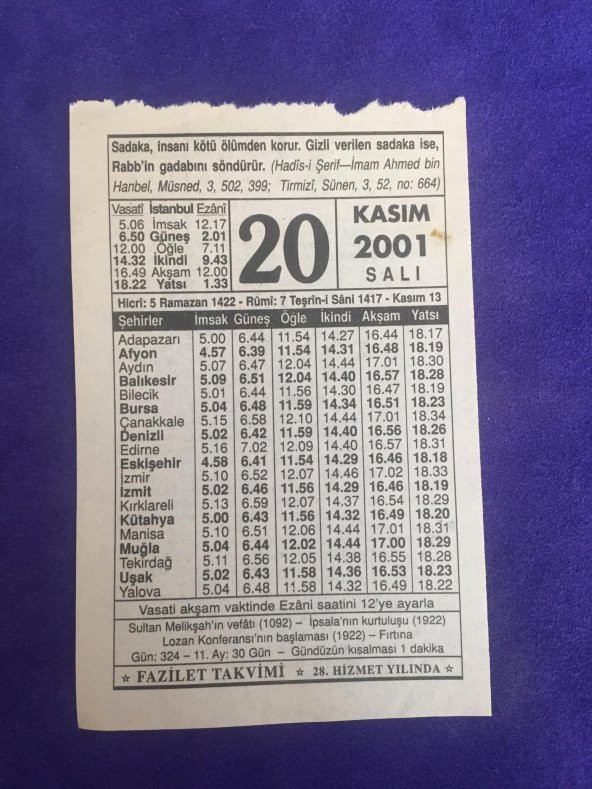 Sadaka, insanı kötü ölümden korur. Gizli verilen sadaka ise,
Rabb'in gadabını söndürür. (Hadîs-i Şerif—İmam Ahmed bin
Hanbel, Müsned, 3, 502, 399; Tirmizî, Sünen, 3, 52, no: 664)
Vasatî İstanbul Ezânî
5.06 İmsak 12.17
6.50 Güneş 2.01
12.00 Öğle 7.11
14.32 İkindi 9.43
16.49 Akşam 12.00
18.22 Yatsı 1.33
20
KASIM
2001
SALI
Hicrî: 5 Ramazan 1422 - Rûmî: 7 Teşrîn-i Sâni 1417 - Kasım 13
Şehirler İmsak Güneş Öğle İkindi Akşam Yatsı
Adapazarı 5.00 6.44 11.54 14.27 16.44 18.17
Afyon 4.57 6.39 11.54 14.31 16.48 18.19
Aydın 5.07 6.47 12.04 14.44 17.01 18.30
Balıkesir 5.09 6.51 12.04 14.40 16.57 18.28
Bilecik 5.01 6.44 11.56 14.30 16.47 18.19
Bursa 5.04 6.48 11.59 14.34 16.51 18.23
Çanakkale 5.15 6.58 12.10 14.44 17.01 18.34
Denizli 5.02 6.42 11.59 14.40 16.56 18.26
Edirne 5.16 7.02 12.09 14.40 16.57 18.31
Eskişehir 4.58 6.41 11.54 14.29 16.46 18.18
İzmir 5.10 6.52 12.07 14.46 17.02 18.33
İzmit 5.02 6.46 11.56 14.29 16.46 18.19
Kırklareli 5.13 6.59 12.07 14.37 16.54 18.29
Kütahya 5.00 6.43 11.56 14.32 16.49 18.20
Manisa 5.10 6.51 12.06 14.44 17.01 18.31
Muğla 5.04 6.44 12.02 14.44 17.00 18.29
Tekirdağ 5.11 6.56 12.05 14.38 16.55 18.28
Uşak 5.02 6.43 11.58 14.36 16.53 18.23
Yalova 5.04 6.48 11.58 14.32 16.49 18.22
Vasati akşam vaktinde Ezâni saatini 12'ye ayarla
Sultan Melikşah'ın vefâtı (1092) – İpsala'nın kurtuluşu (1922)
Lozan Konferansı'nın başlaması (1922) – Fırtına
Gün: 324 – 11. Ay: 30 Gün – Gündüzün kısalması 1 dakika
☆ FAZİLET TAKVİMİ ☆ 28. HİZMET YILINDA ☆